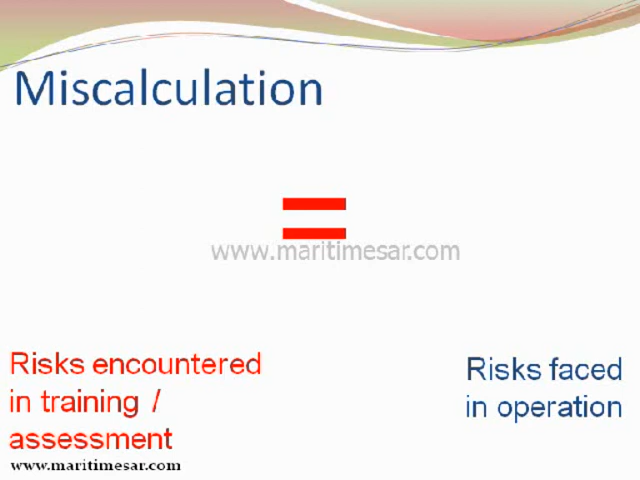 Miscalculation
=
www.maritimesar.com
Risks encountered
in training /
assessment
Risks faced
in operation
www.maritimesar.com